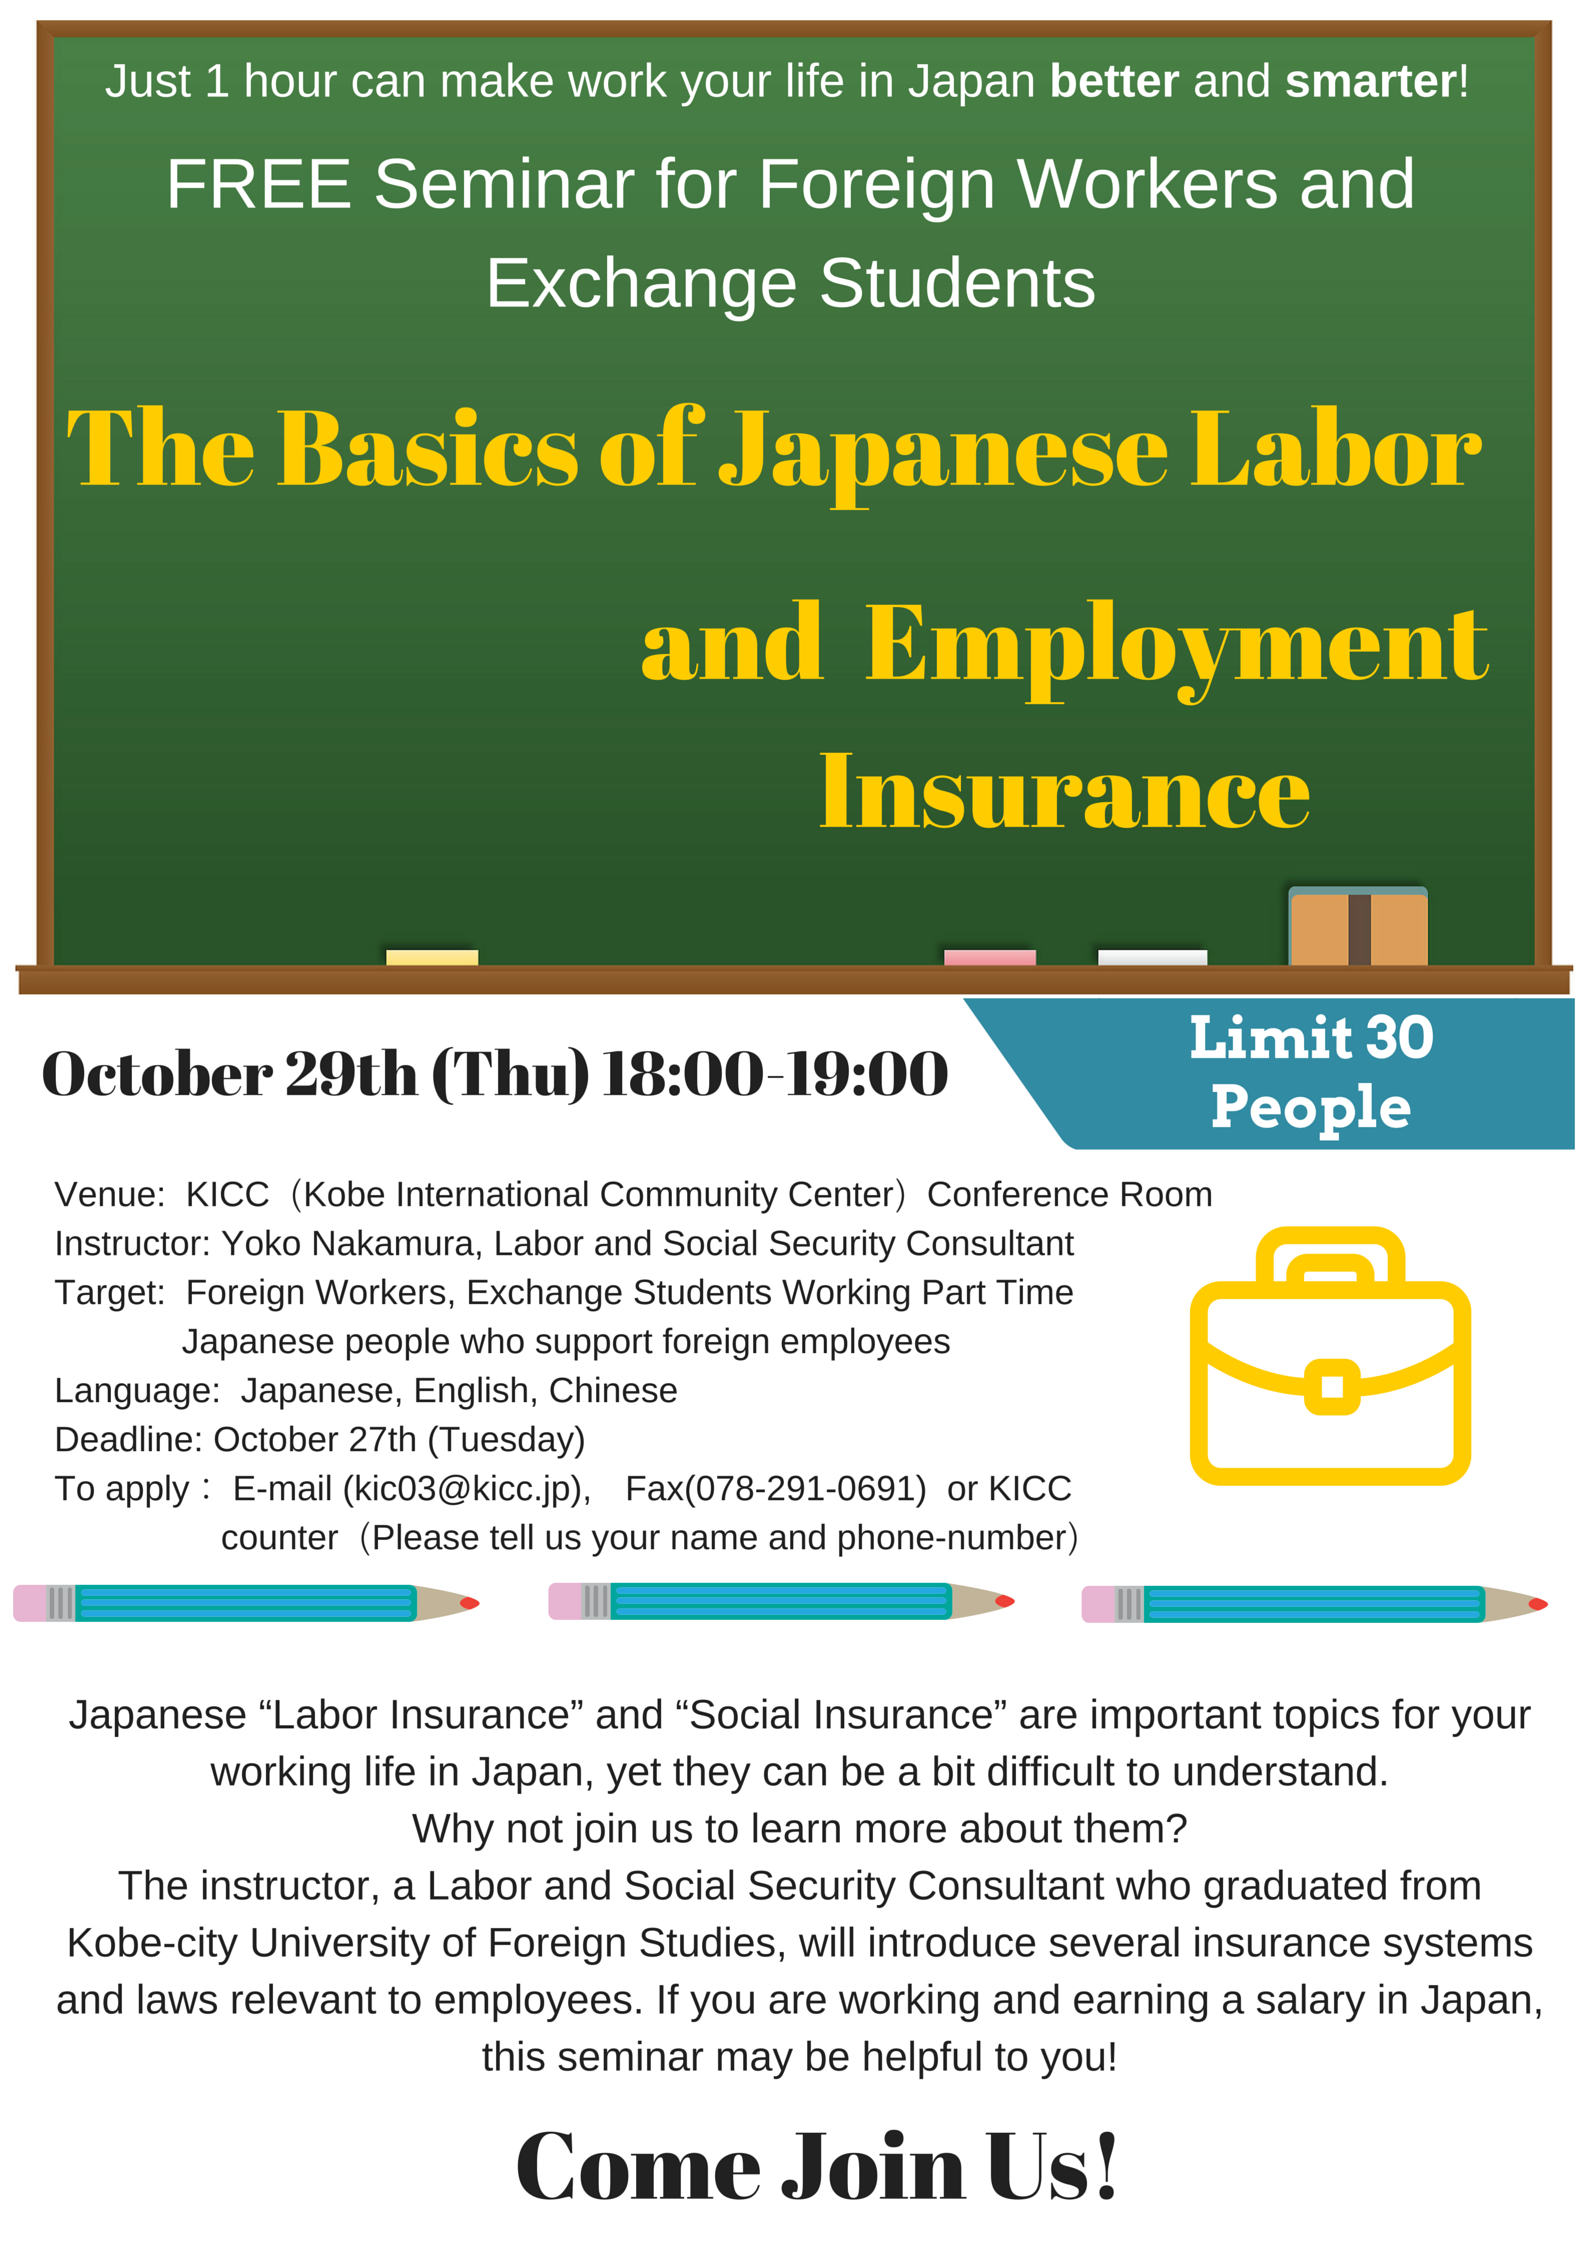 Just 1 hour can make work your life in Japan better and smarter!
FREE Seminar for Foreign Workers and
Exchange Students
The Basics of Japanese Labor
and Employment
Insurance
October 29th (Thu) 18:00-19:00
Limit 30
People
Venue: KICC（Kobe International Community Center）Conference Room
Instructor: Yoko Nakamura, Labor and Social Security Consultant
Target: Foreign Workers, Exchange Students Working Part Time
Japanese people who support foreign employees
Language: Japanese, English, Chinese
Deadline: October 27th (Tuesday)
To apply： E-mail (kic03@kicc.jp), Fax(078-291-0691) or KICC
counter（Please tell us your name and phone-number）
Japanese “Labor Insurance” and “Social Insurance” are important topics for your
working life in Japan, yet they can be a bit difficult to understand.
Why not join us to learn more about them?
The instructor, a Labor and Social Security Consultant who graduated from
Kobe-city University of Foreign Studies, will introduce several insurance systems
and laws relevant to employees. If you are working and earning a salary in Japan,
this seminar may be helpful to you!
Come Join Us!